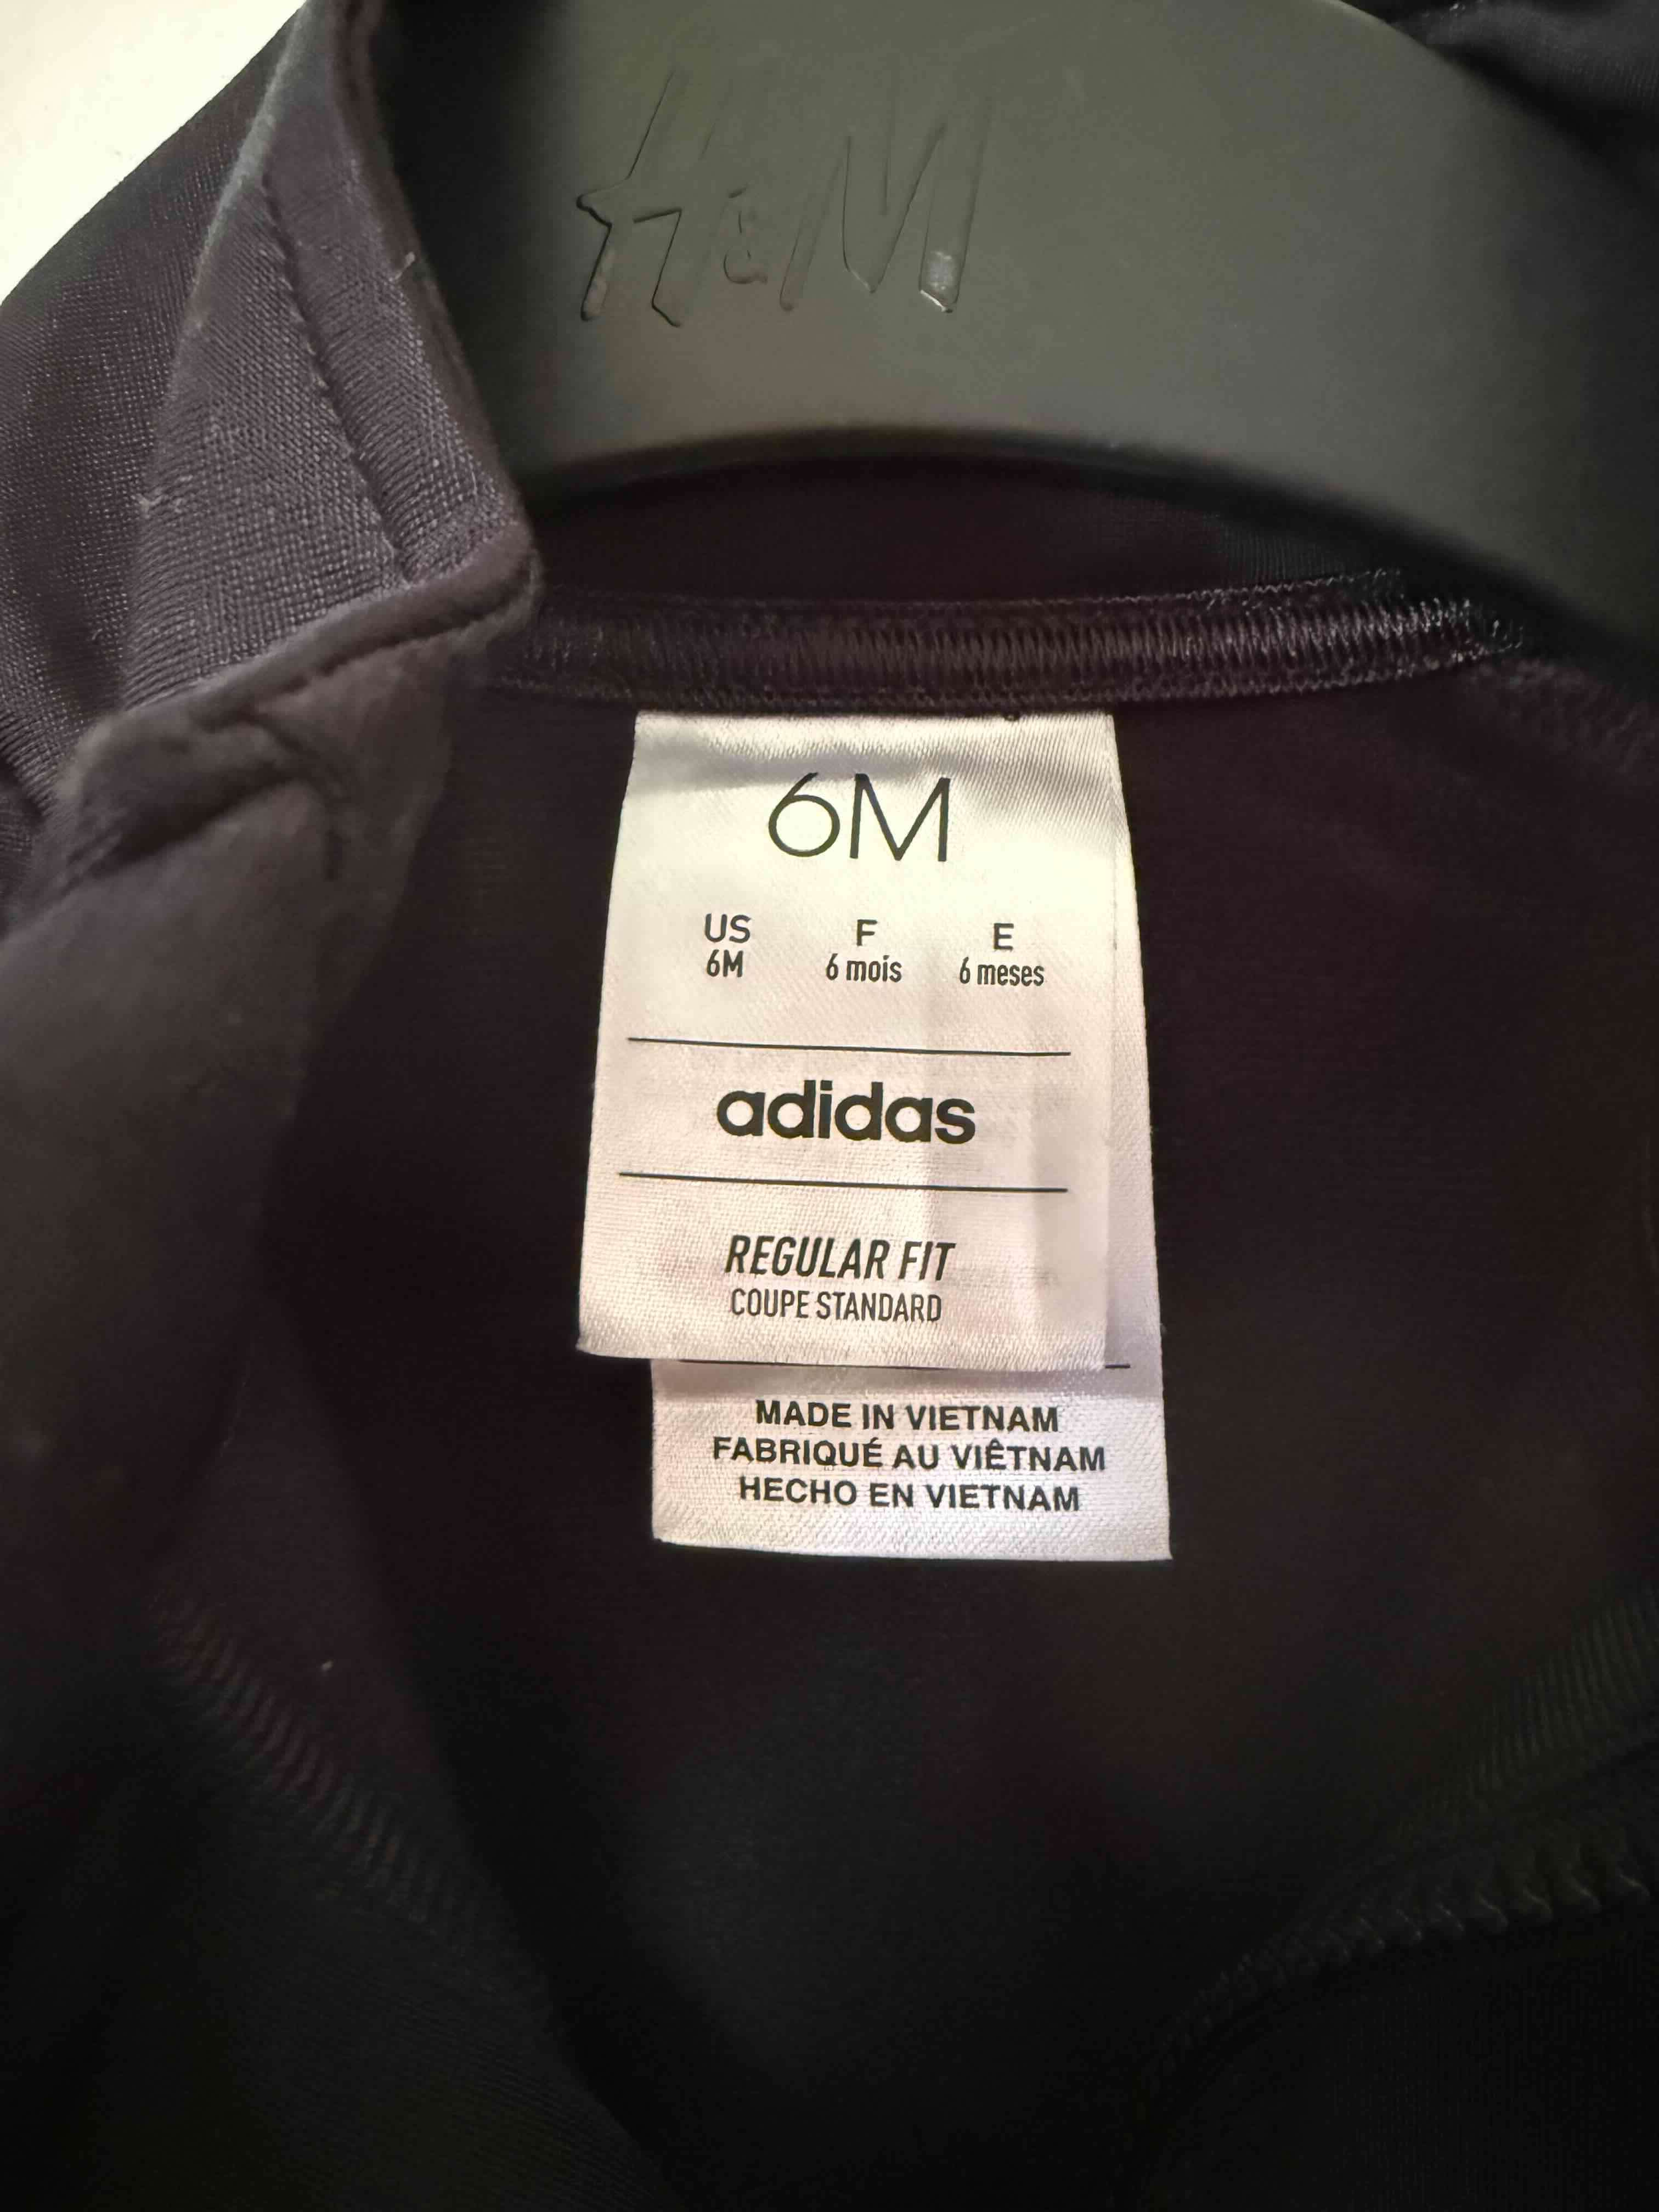 H&M
6M
US F E
6M 6 mois 6 meses
adidas
REGULAR FIT
COUPE STANDARD
MADE IN VIETNAM
FABRIQUÉ AU VIÊTNAM
HECHO EN VIETNAM